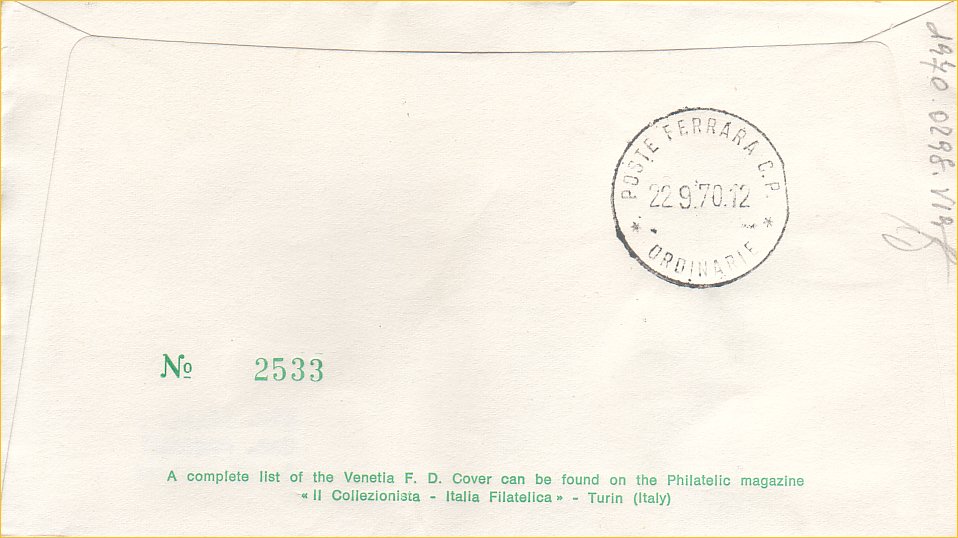 POSTE FERRARA C.P.
22.9.70.12
* ORDINARIE *
Nº 2533
A complete list of the Venetia F. D. Cover can be found on the Philatelic magazine
« Il Collezionista - Italia Filatelica » - Turin (Italy)